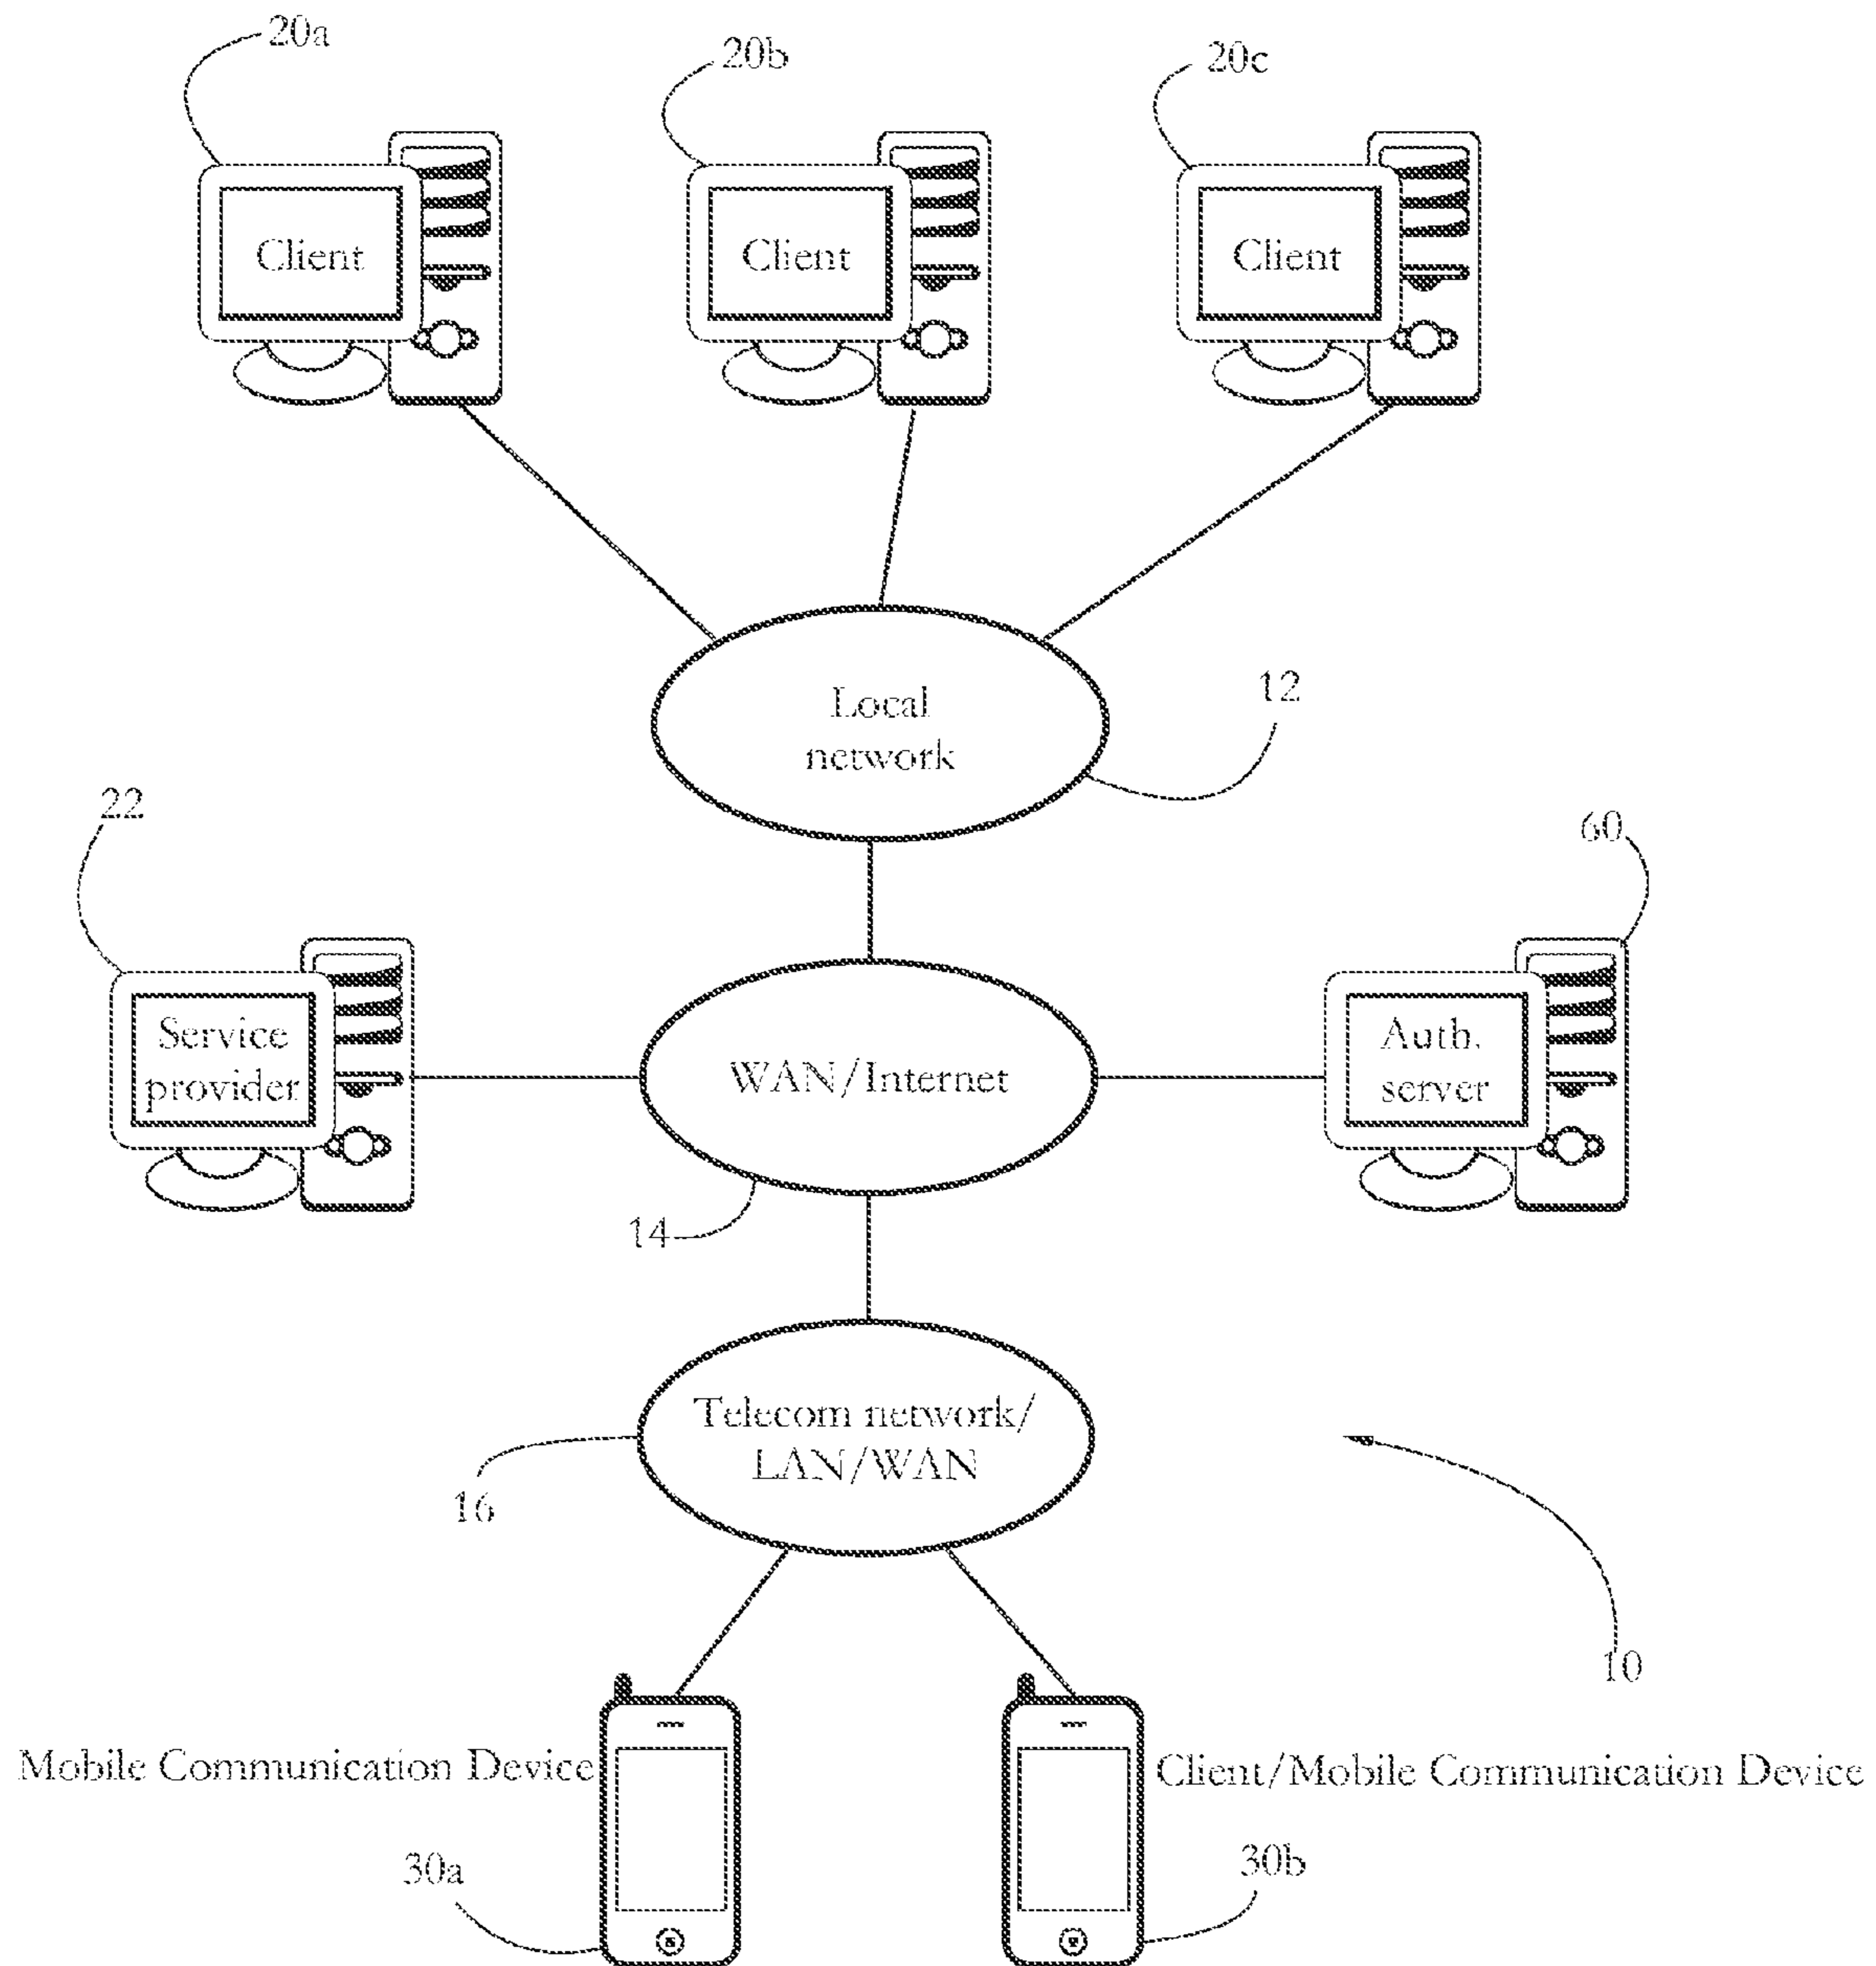 20a
20b
20c
Client
Client
Client
Local
network
12
22
60
Service
provider
WAN/Internet
Auth.
server
14
Telecom network/
LAN/WAN
16
10
Mobile Communication Device
Client/Mobile Communication Device
30a
30b